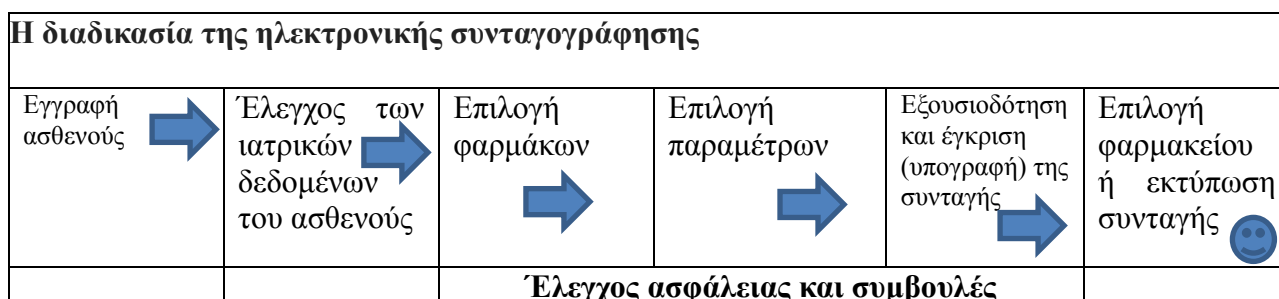 Η διαδικασία της ηλεκτρονικής συνταγογράφησης
Εγγραφή
ασθενούς
Έλεγχος των
ιατρικών
δεδομένων
του ασθενούς
Επιλογή
φαρμάκων
Επιλογή
παραμέτρων
Εξουσιοδότηση
και έγκριση
(υπογραφή) της
συνταγής
Επιλογή
φαρμακείου
ή εκτύπωση
συνταγής
Έλεγχος ασφάλειας και συμβουλές